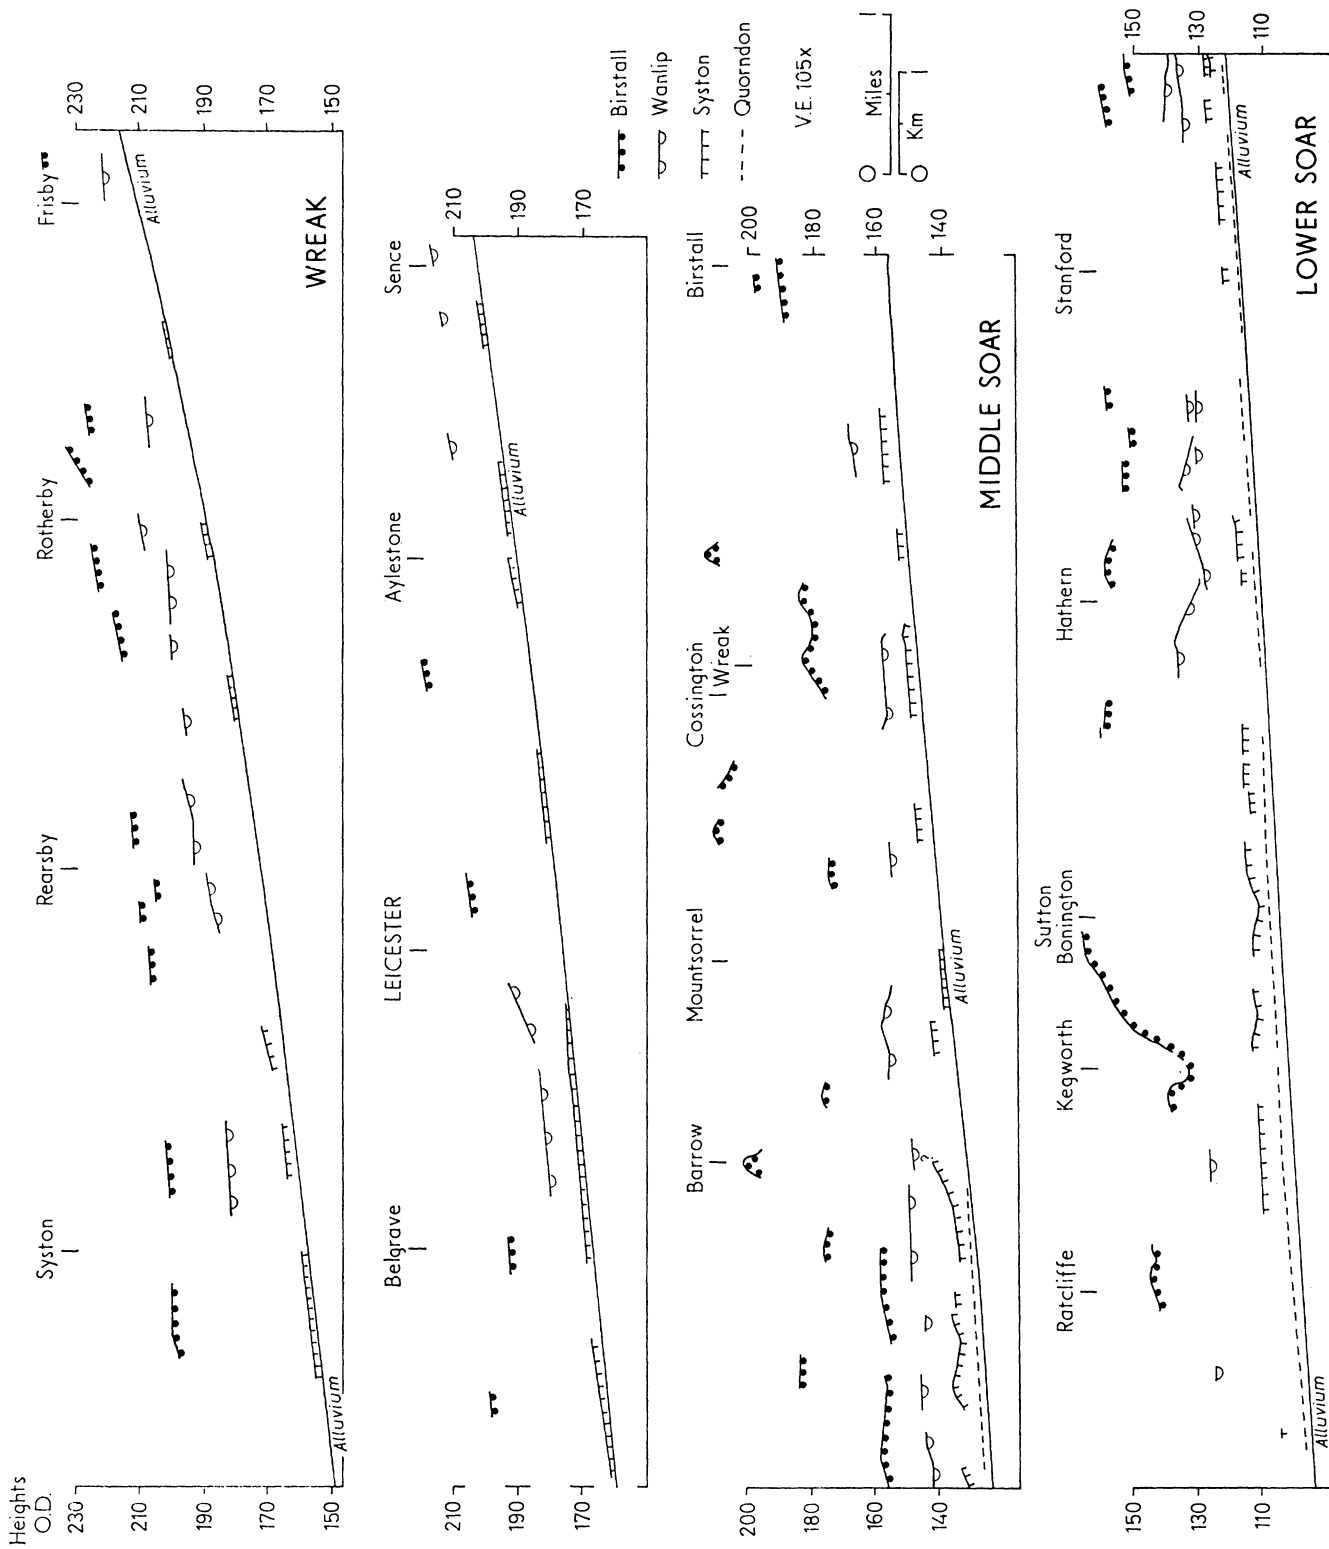 Heights
O.D.
230
210
190
170
150
Syston
Rearsby
Rotherby
Frisby
230
210
190
170
150
Alluvium
Alluvium
WREAK
210
190
170
Belgrave
LEICESTER
Aylestone
Sence
210
190
170
Alluvium
Birstall
Wanlip
Syston
Quorndon
V.E. 105x
O Miles 1
O Km 1
200
180
160
140
Barrow
Mountsorrel
Cossington
Wreak
Birstall
200
180
160
140
Alluvium
MIDDLE SOAR
150
130
110
Ratcliffe
Kegworth
Sutton
Bonington
Hathern
Stanford
150
130
110
Alluvium
Alluvium
LOWER SOAR